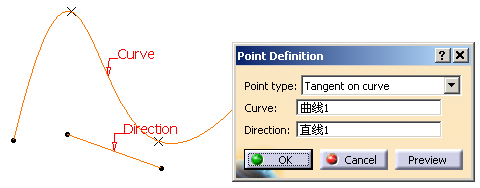 Curve
Direction
Point Definition
Point type: Tangent on curve
Curve: 曲线1
Direction: 直线1
OK Cancel Preview